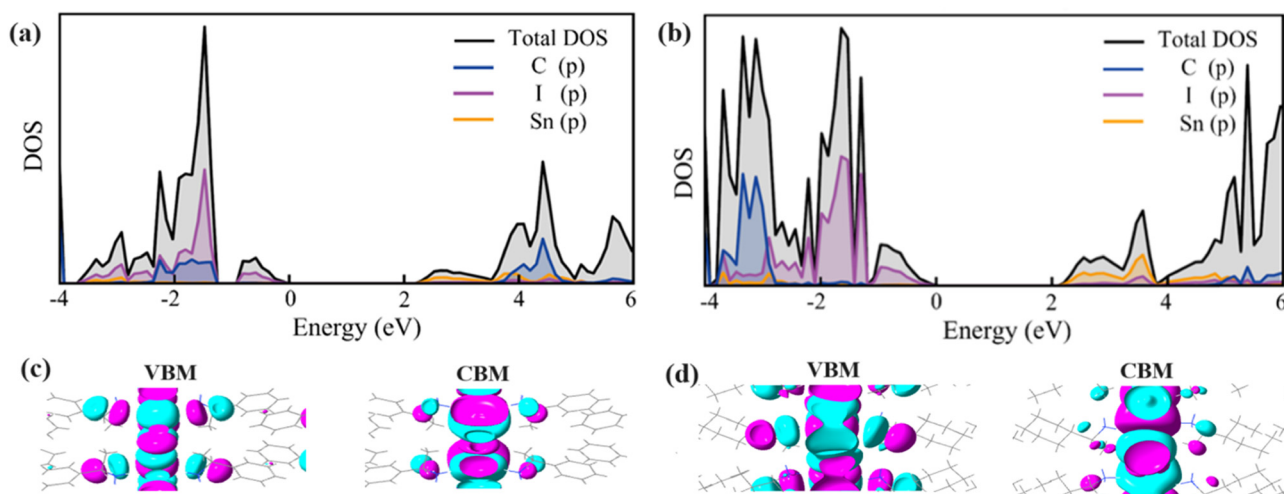 (a)
Total DOS
C (p)
I (p)
Sn (p)
DOS
-4 -2 0 2 4 6
Energy (eV)
(b)
Total DOS
C (p)
I (p)
Sn (p)
DOS
-4 -2 0 2 4 6
Energy (eV)
(c)
VBM CBM
(d)
VBM CBM